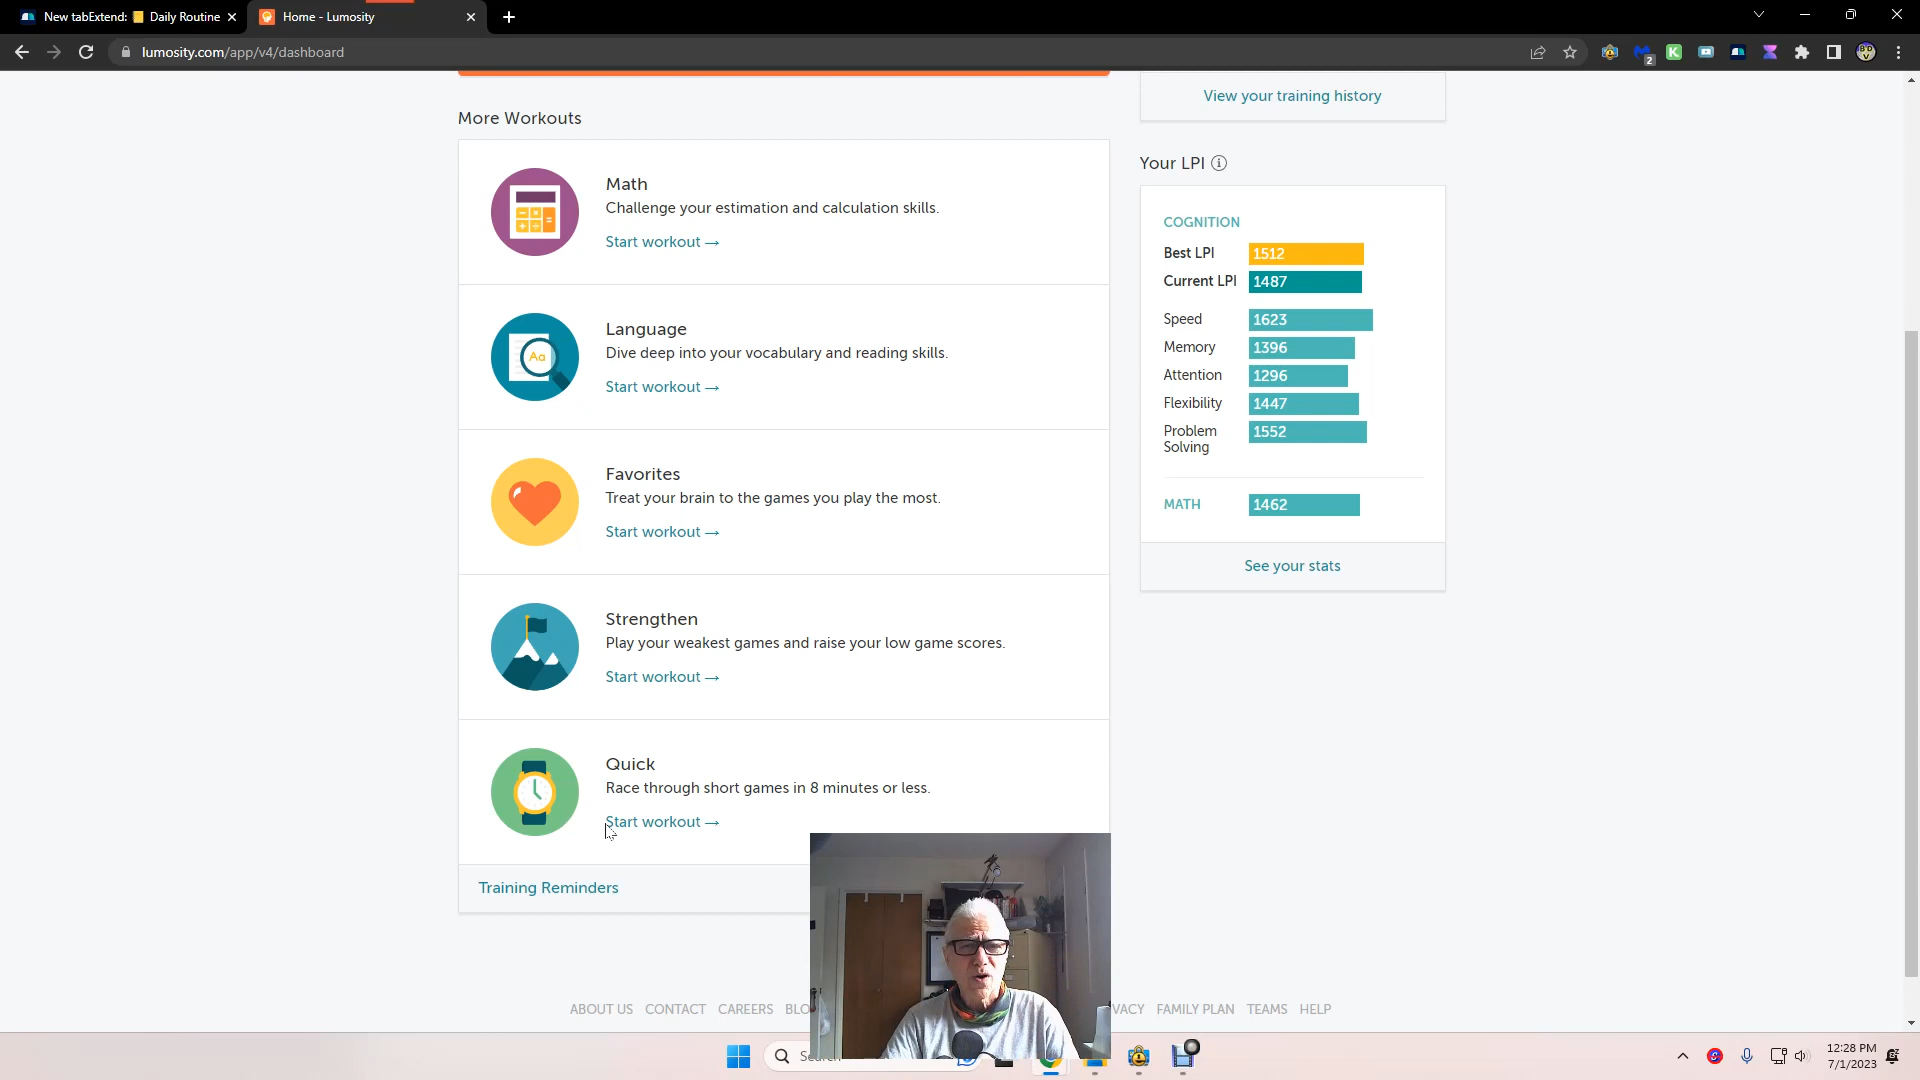 New tabExtend: 📒 Daily Routine
Home - Lumosity
lumosity.com/app/v4/dashboard
2
View your training history
More Workouts
Math
Challenge your estimation and calculation skills.
Start workout →
Language
Dive deep into your vocabulary and reading skills.
Start workout →
Aa
Favorites
Treat your brain to the games you play the most.
Start workout →
Strengthen
Play your weakest games and raise your low game scores.
Start workout →
Quick
Race through short games in 8 minutes or less.
Start workout →
Training Reminders
Your LPI
COGNITION
Best LPI 1512
Current LPI 1487
Speed 1623
Memory 1396
Attention 1296
Flexibility 1447
Problem Solving 1552
MATH 1462
See your stats
ABOUT US CONTACT CAREERS BLO VACY FAMILY PLAN TEAMS HELP
12:28 PM
7/1/2023